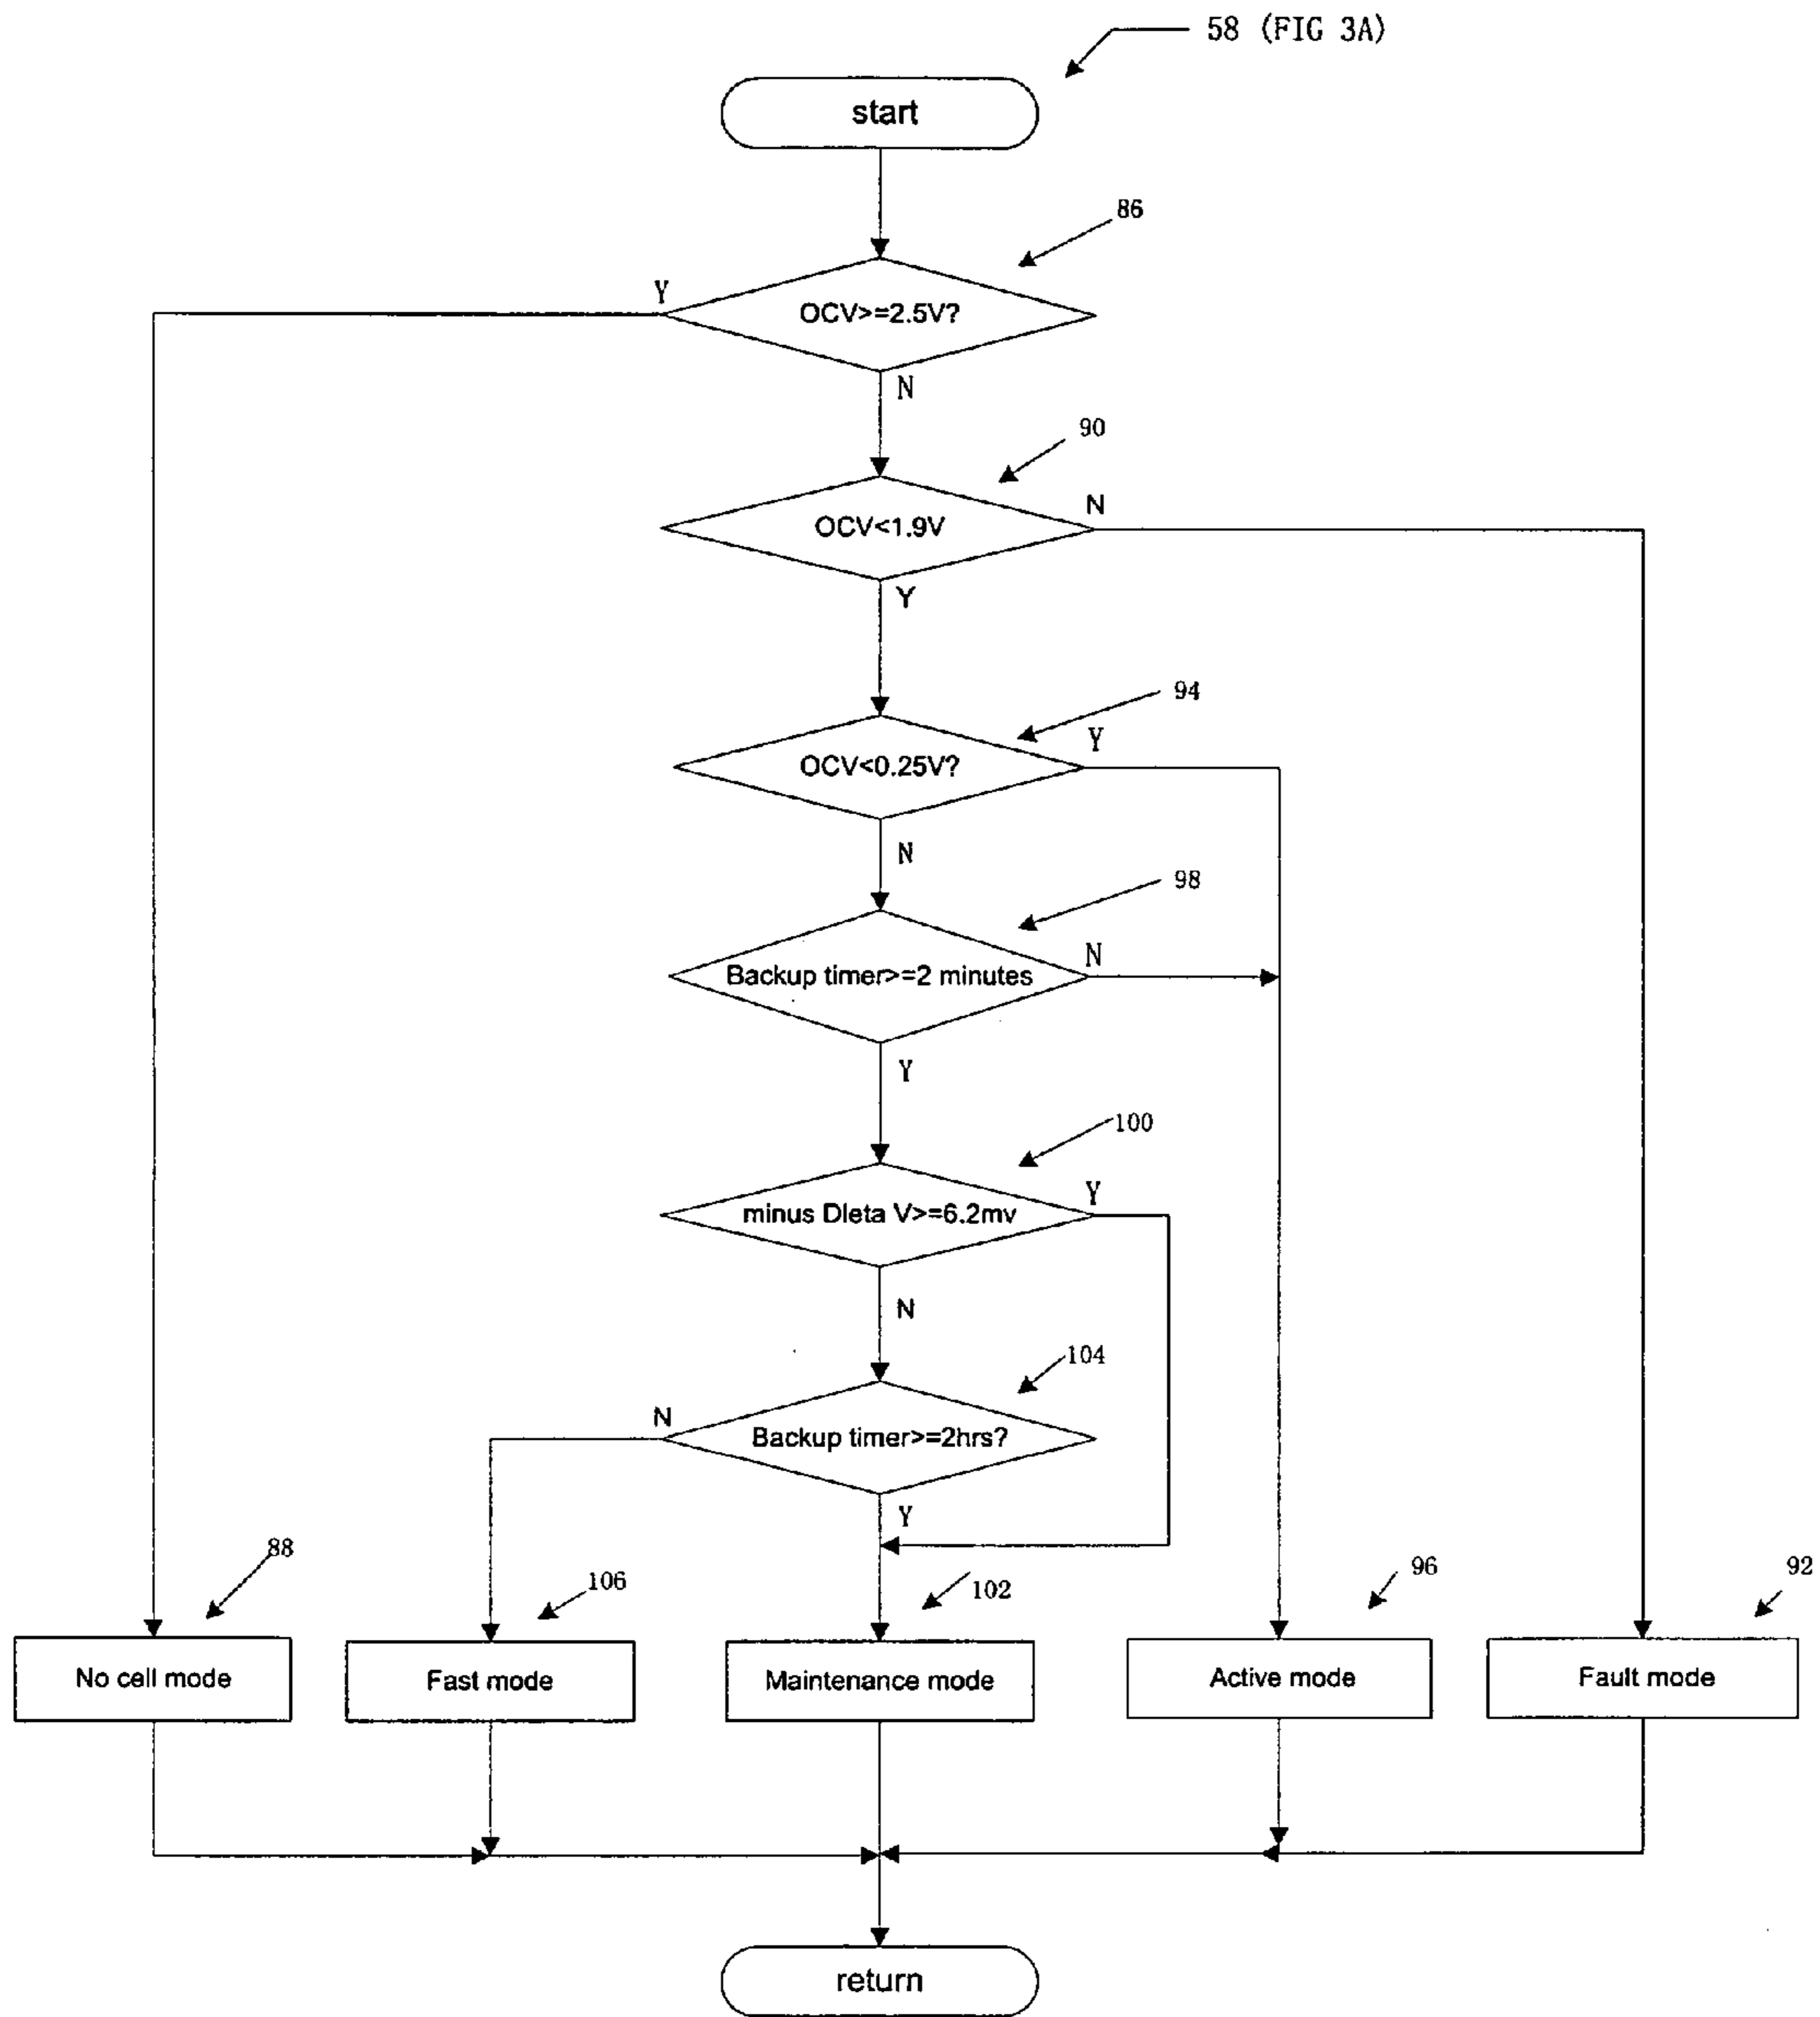 58 (FIG 3A)
start
86
Y
OCV>=2.5V?
N
90
N
OCV<1.9V
Y
94
Y
OCV<0.25V?
N
98
N
Backup timer>=2 minutes
Y
100
Y
minus Dleta V>=6.2mv
N
104
N
Backup timer>=2hrs?
Y
88
106
102
96
92
No cell mode
Fast mode
Maintenance mode
Active mode
Fault mode
return